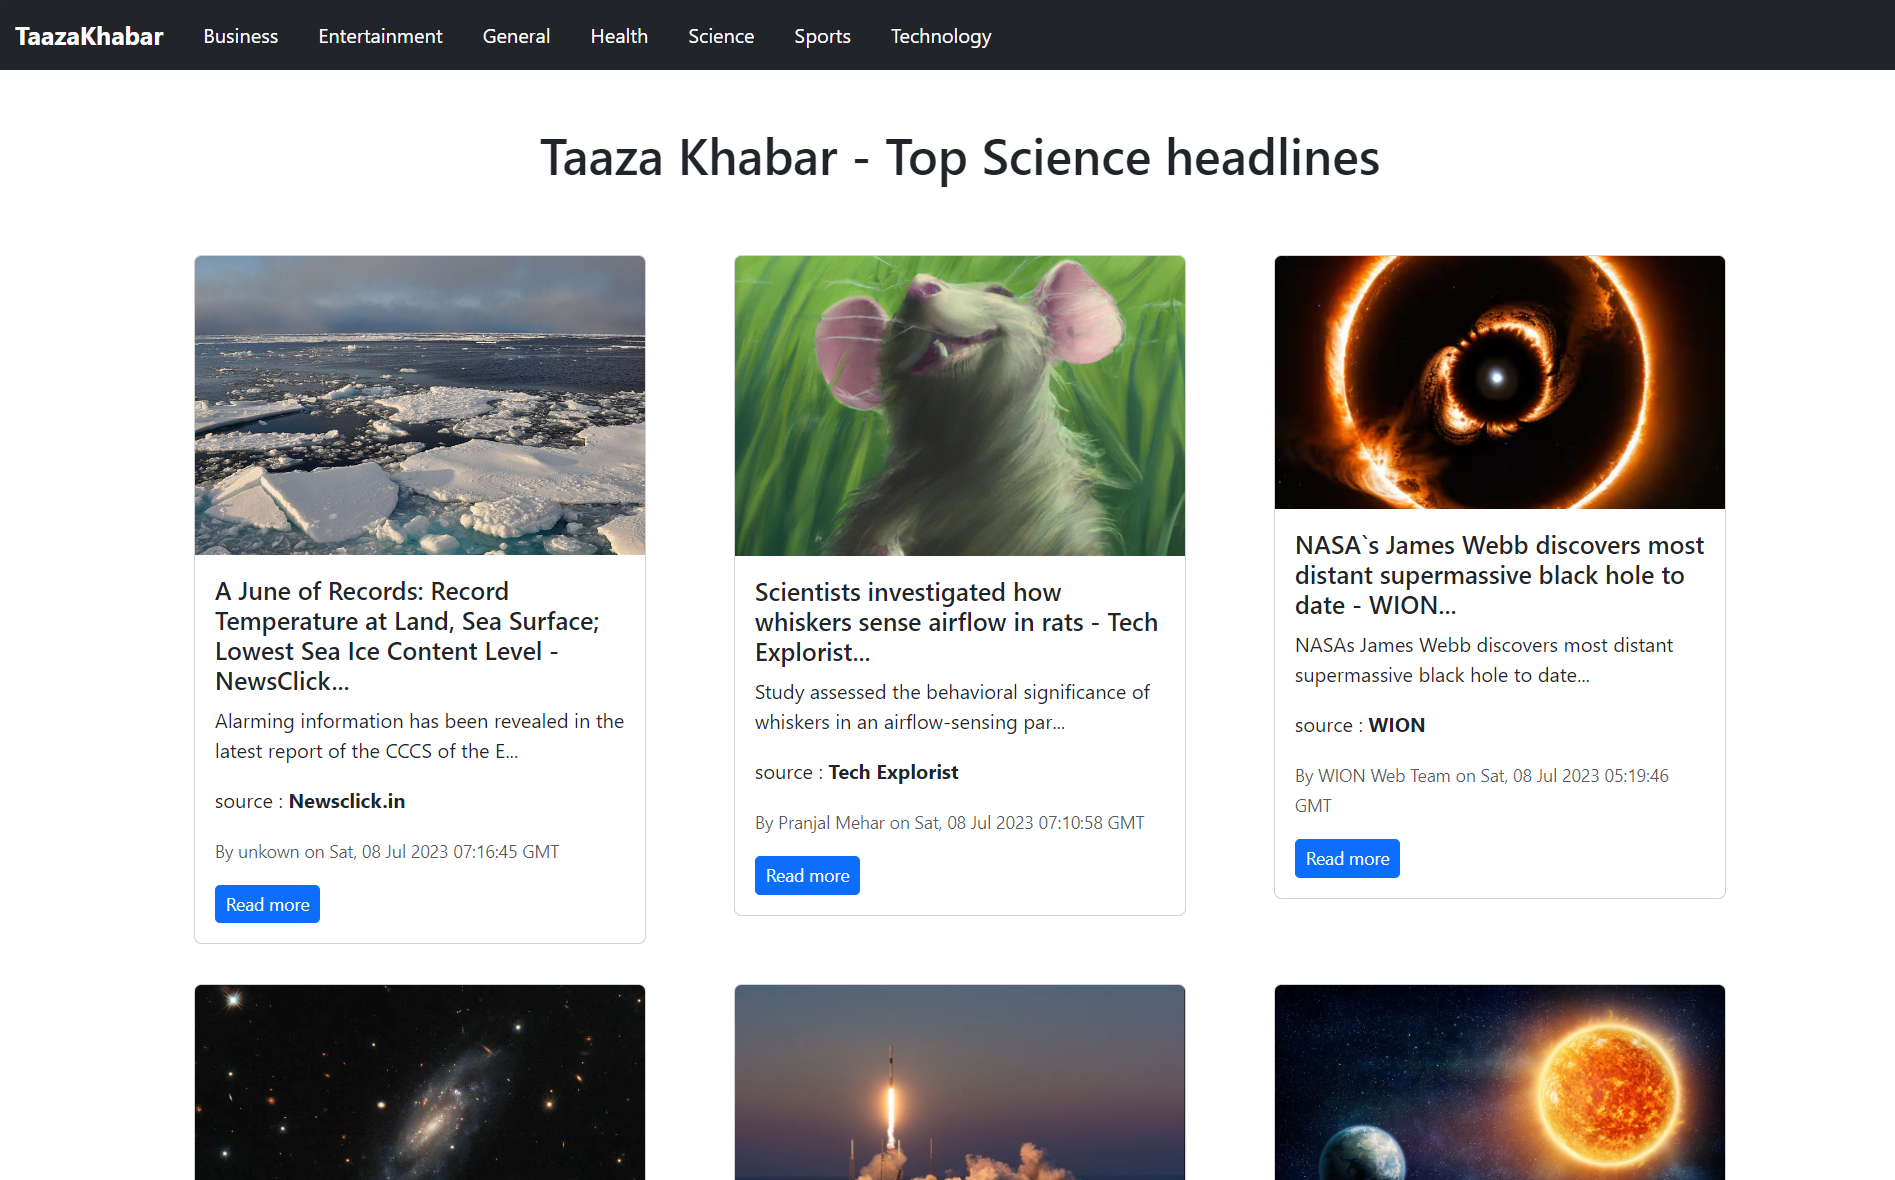 TaazaKhabar Business Entertainment General Health Science Sports Technology
Taaza Khabar - Top Science headlines
A June of Records: Record
Temperature at Land, Sea Surface;
Lowest Sea Ice Content Level -
NewsClick...
Alarming information has been revealed in the
latest report of the CCCS of the E...
source : Newsclick.in
By unkown on Sat, 08 Jul 2023 07:16:45 GMT
Read more
Scientists investigated how
whiskers sense airflow in rats - Tech
Explorist...
Study assessed the behavioral significance of
whiskers in an airflow-sensing par...
source : Tech Explorist
By Pranjal Mehar on Sat, 08 Jul 2023 07:10:58 GMT
Read more
NASA`s James Webb discovers most
distant supermassive black hole to
date - WION...
NASAs James Webb discovers most distant
supermassive black hole to date...
source : WION
By WION Web Team on Sat, 08 Jul 2023 05:19:46
GMT
Read more